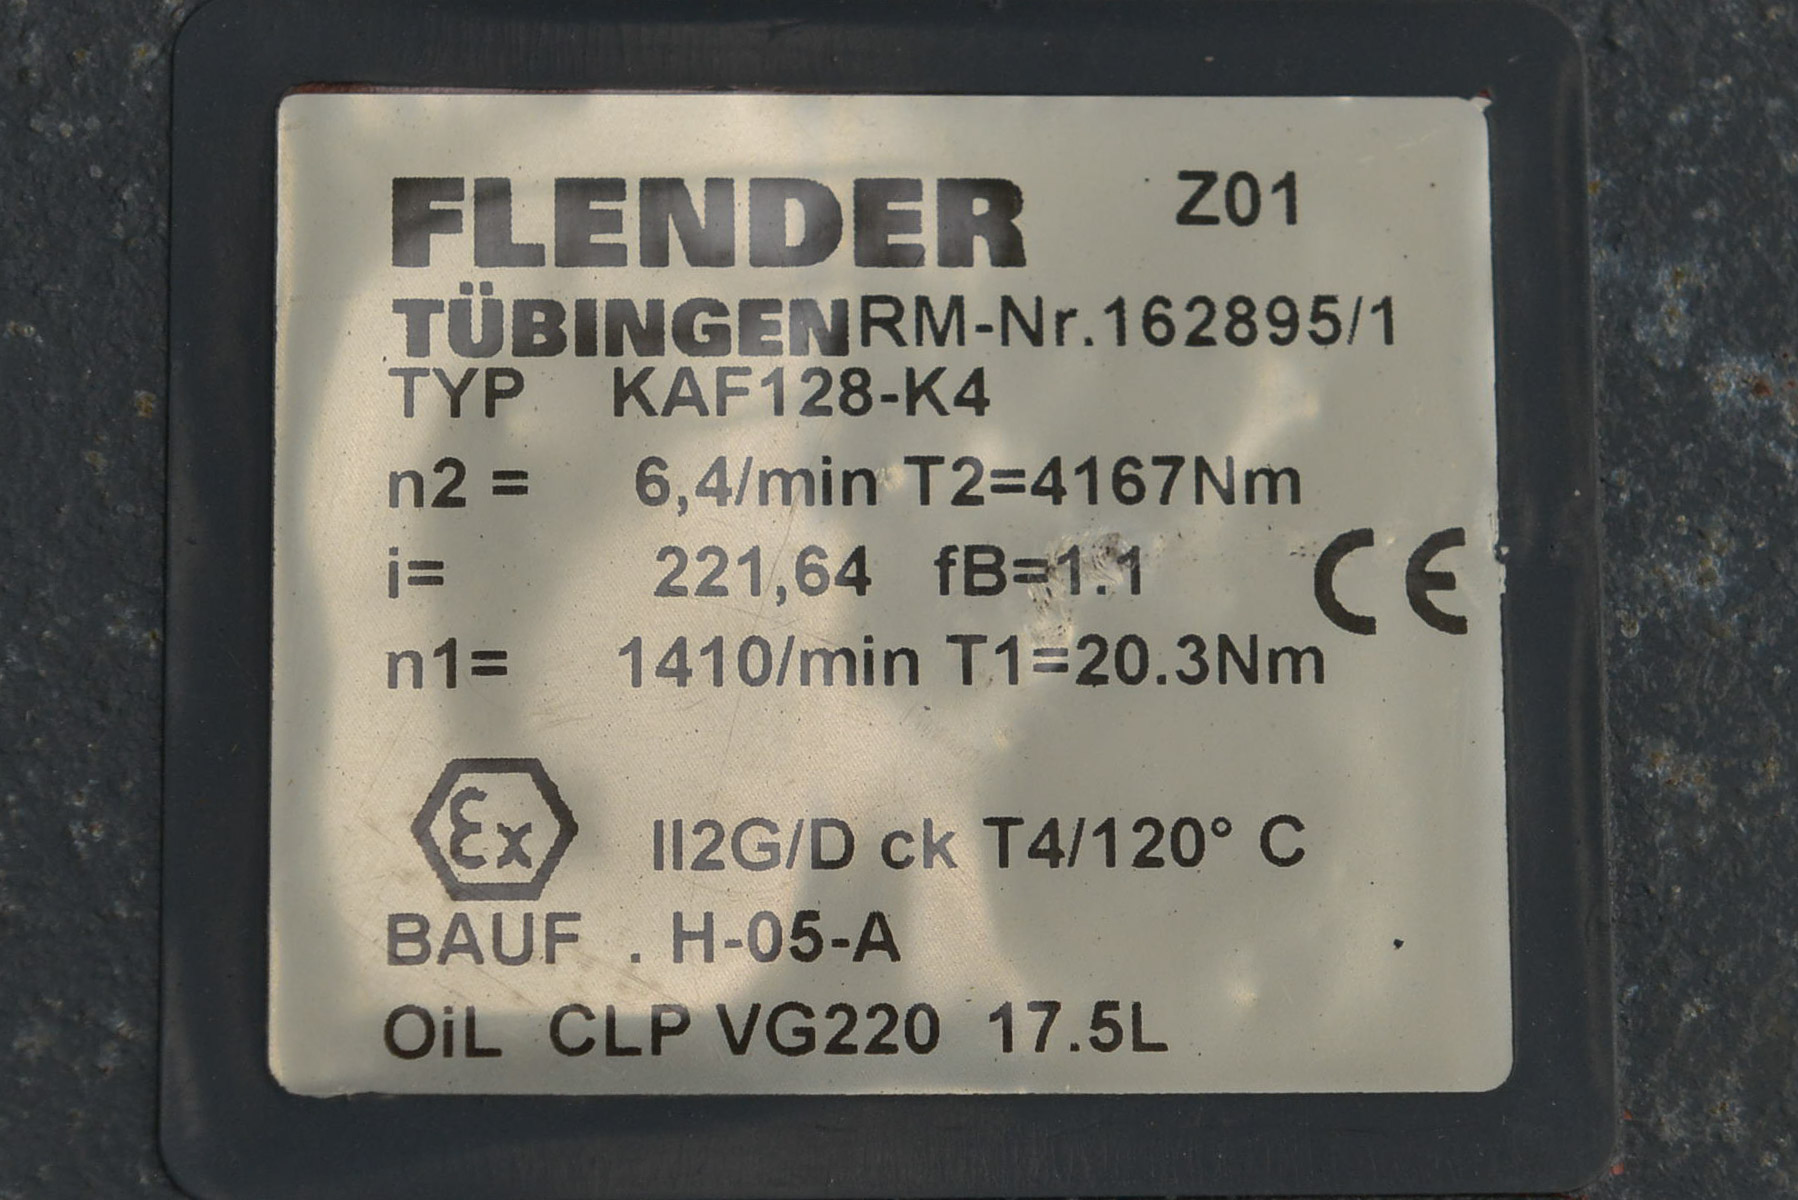 FLENDER Z01
TÜBINGEN RM-Nr.162895/1
TYP KAF128-K4
n2 = 6,4/min T2=4167Nm
i= 221,64 fB=1.1
CE
n1= 1410/min T1=20.3Nm
Ex II2G/D ck T4/120° C
BAUF . H-05-A
OiL CLP VG220 17.5L